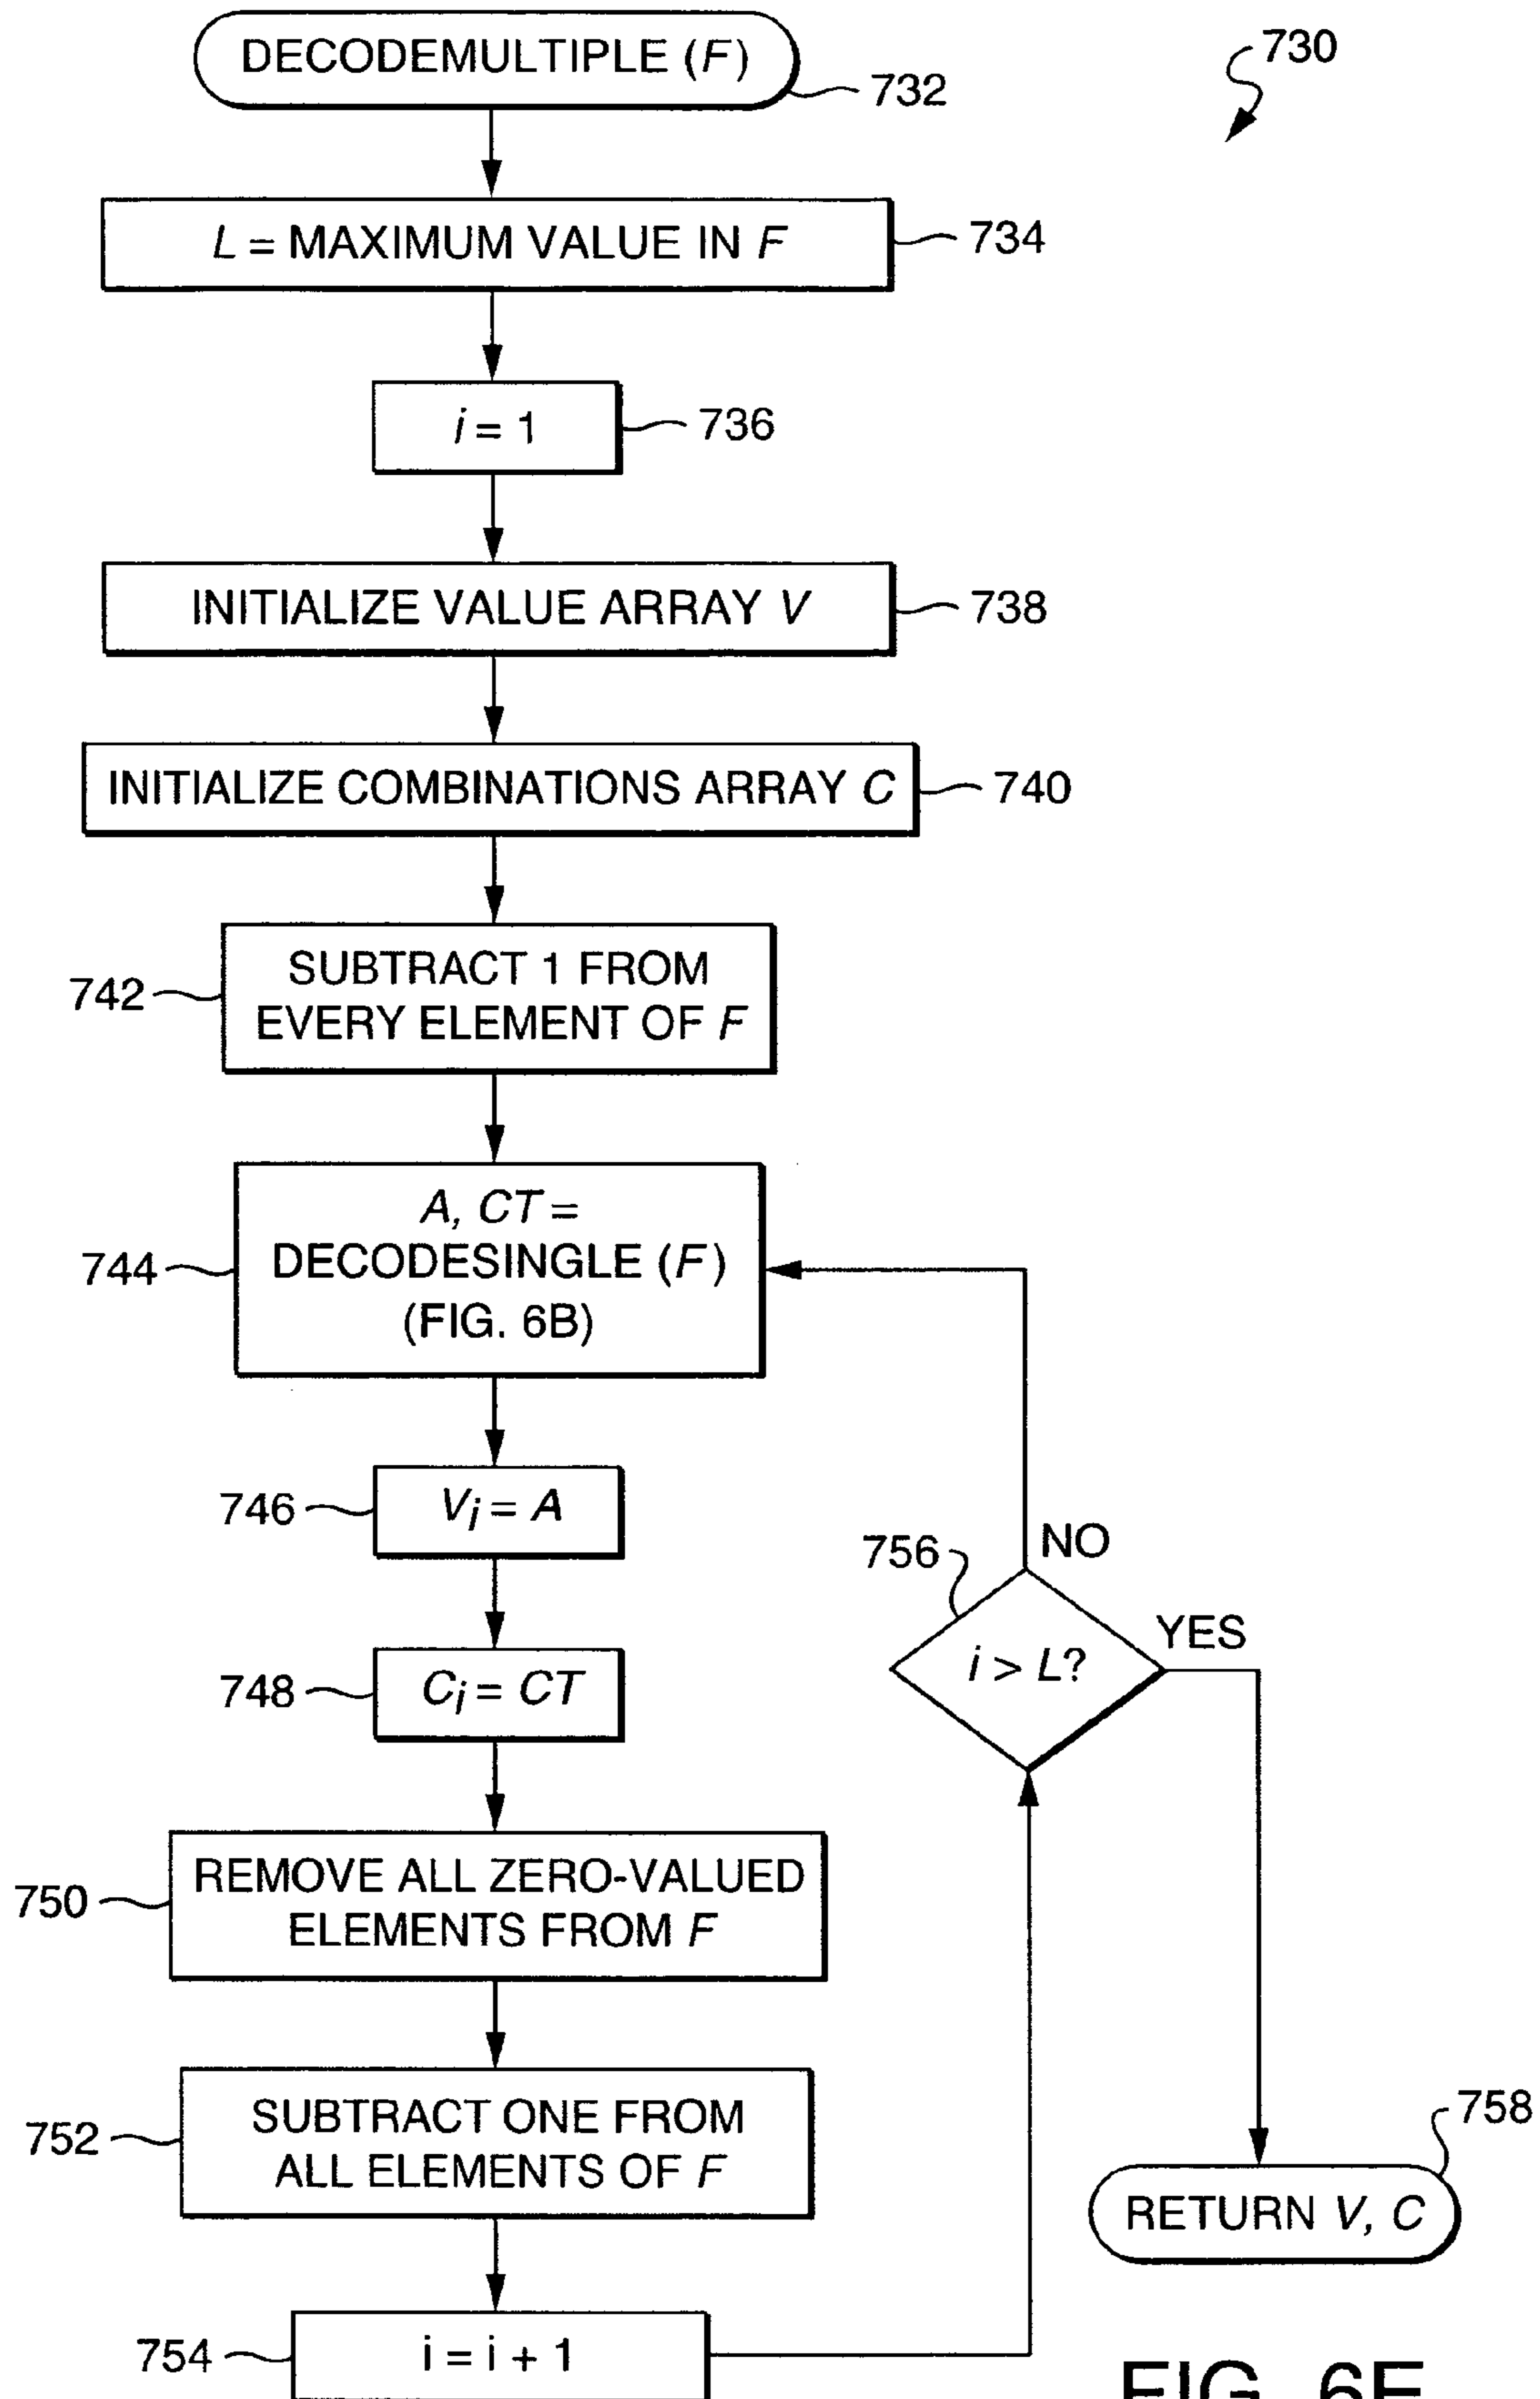 DECODEMULTIPLE (F)
732
730
L = MAXIMUM VALUE IN F
734
i = 1
736
INITIALIZE VALUE ARRAY V
738
INITIALIZE COMBINATIONS ARRAY C
740
742
SUBTRACT 1 FROM
EVERY ELEMENT OF F
744
A, CT =
DECODESINGLE (F)
(FIG. 6B)
746
Vi = A
756
NO
YES
i > L?
748
Ci = CT
750
REMOVE ALL ZERO-VALUED
ELEMENTS FROM F
752
SUBTRACT ONE FROM
ALL ELEMENTS OF F
758
RETURN V, C
754
i = i + 1